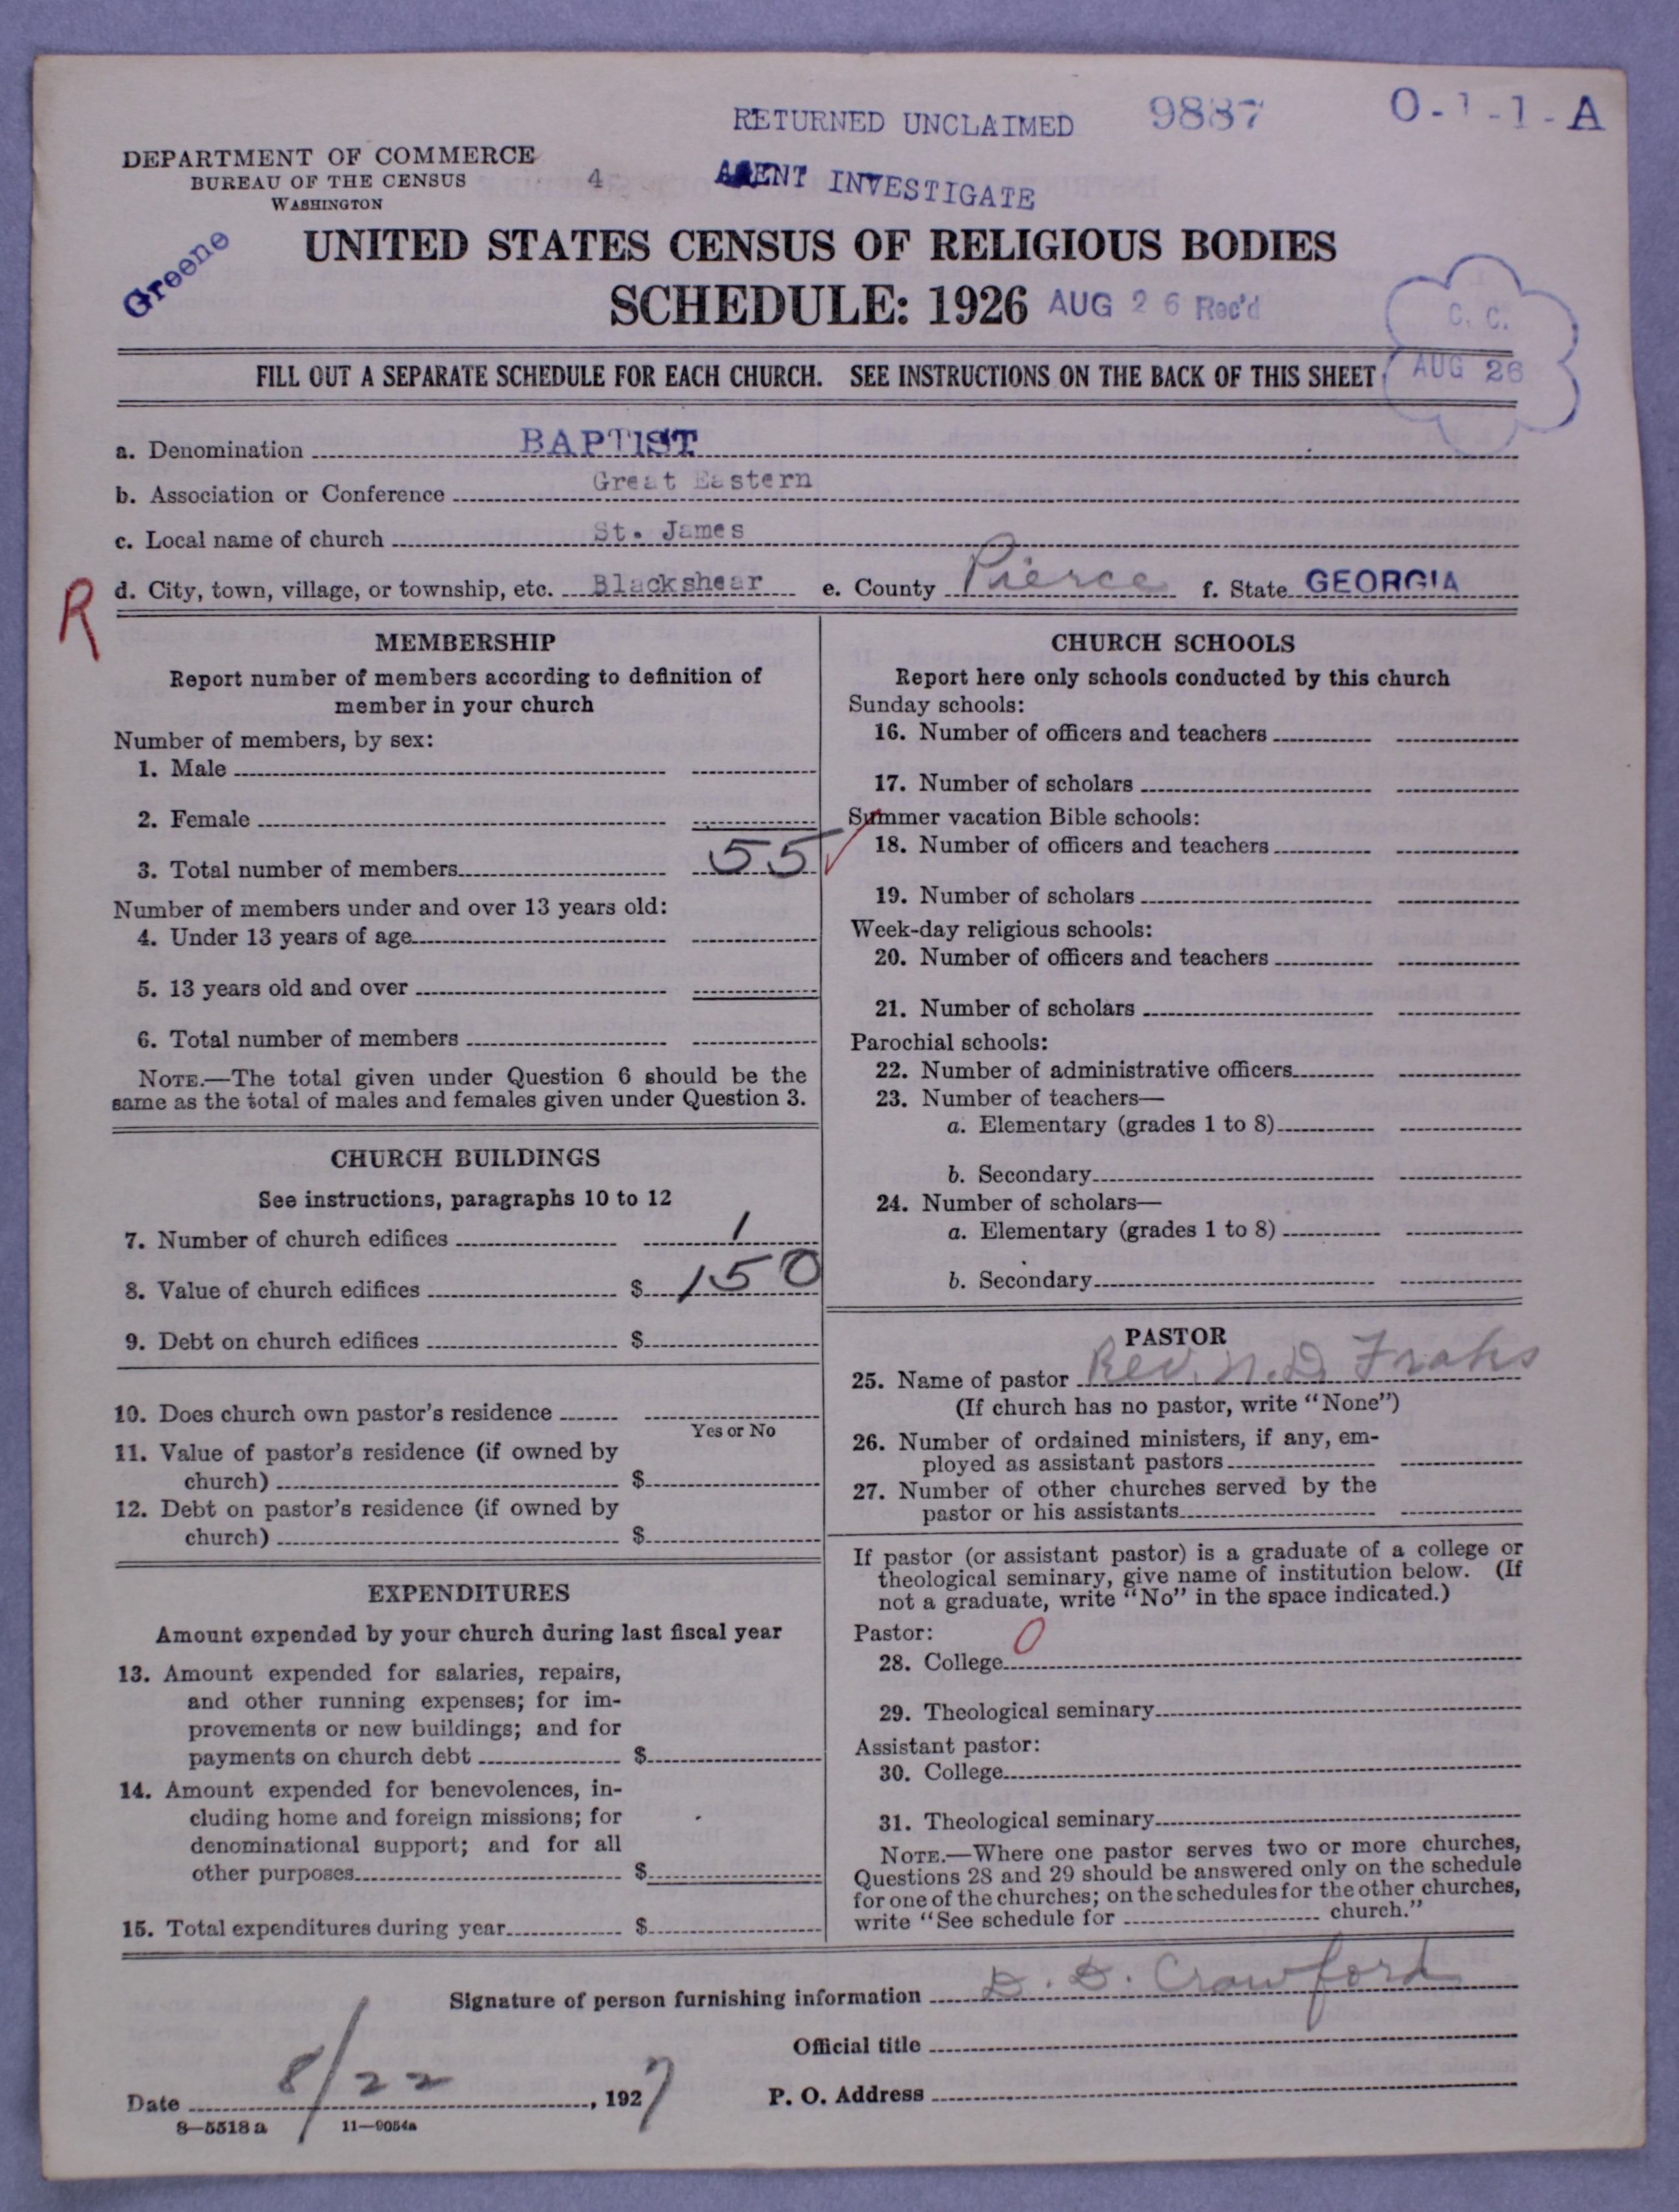 RETURNED UNCLAIMED 9887 O-1-1-A
DEPARTMENT OF COMMERCE
BUREAU OF THE CENSUS
WASHINGTON
4
AGENT INVESTIGATE
Greene
UNITED STATES CENSUS OF RELIGIOUS BODIES
SCHEDULE: 1926 AUG 26 Rec'd
C. C.
AUG 26
FILL OUT A SEPARATE SCHEDULE FOR EACH CHURCH. SEE INSTRUCTIONS ON THE BACK OF THIS SHEET
a. Denomination BAPTIST
b. Association or Conference Great Eastern
c. Local name of church St. James
R
d. City, town, village, or township, etc. Blackshear e. County Pierce f. State GEORGIA
MEMBERSHIP
Report number of members according to definition of
member in your church
Number of members, by sex:
1. Male
2. Female
3. Total number of members 55
Number of members under and over 13 years old:
4. Under 13 years of age
5. 13 years old and over
6. Total number of members
NOTE.—The total given under Question 6 should be the
same as the total of males and females given under Question 3.
CHURCH BUILDINGS
See instructions, paragraphs 10 to 12
7. Number of church edifices 1
8. Value of church edifices $ 150
9. Debt on church edifices $
10. Does church own pastor's residence
Yes or No
11. Value of pastor's residence (if owned by
church) $
12. Debt on pastor's residence (if owned by
church) $
EXPENDITURES
Amount expended by your church during last fiscal year
13. Amount expended for salaries, repairs,
and other running expenses; for im-
provements or new buildings; and for
payments on church debt $
14. Amount expended for benevolences, in-
cluding home and foreign missions; for
denominational support; and for all
other purposes $
15. Total expenditures during year $
CHURCH SCHOOLS
Report here only schools conducted by this church
Sunday schools:
16. Number of officers and teachers
17. Number of scholars
Summer vacation Bible schools:
18. Number of officers and teachers
19. Number of scholars
Week-day religious schools:
20. Number of officers and teachers
21. Number of scholars
Parochial schools:
22. Number of administrative officers
23. Number of teachers—
a. Elementary (grades 1 to 8)
b. Secondary
24. Number of scholars—
a. Elementary (grades 1 to 8)
b. Secondary
PASTOR
25. Name of pastor Rev. N. D.
(If church has no pastor, write "None")
26. Number of ordained ministers, if any, em-
ployed as assistant pastors
27. Number of other churches served by the
pastor or his assistants
If pastor (or assistant pastor) is a graduate of a college or
theological seminary, give name of institution below. (If
not a graduate, write "No" in the space indicated.)
Pastor: 0
28. College
29. Theological seminary
Assistant pastor:
30. College
31. Theological seminary
NOTE.—Where one pastor serves two or more churches,
Questions 28 and 29 should be answered only on the schedule
for one of the churches; on the schedules for the other churches,
write "See schedule for church."
Signature of person furnishing information D. D. Crawford
Official title
Date 8/22, 1927 P. O. Address
8—5518 a 11—9054a